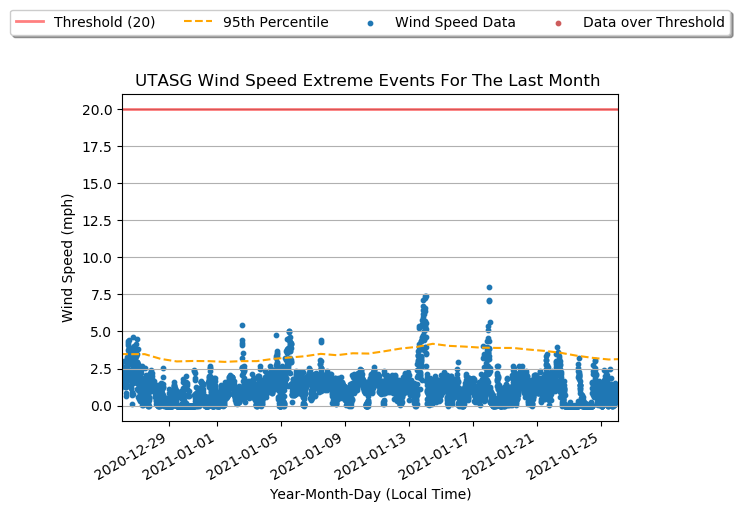 Threshold (20) 95th Percentile Wind Speed Data Data over Threshold
UTASG Wind Speed Extreme Events For The Last Month
Wind Speed (mph)
20.0
17.5
15.0
12.5
10.0
7.5
5.0
2.5
0.0
2020-12-29 2021-01-01 2021-01-05 2021-01-09 2021-01-13 2021-01-17 2021-01-21 2021-01-25
Year-Month-Day (Local Time)